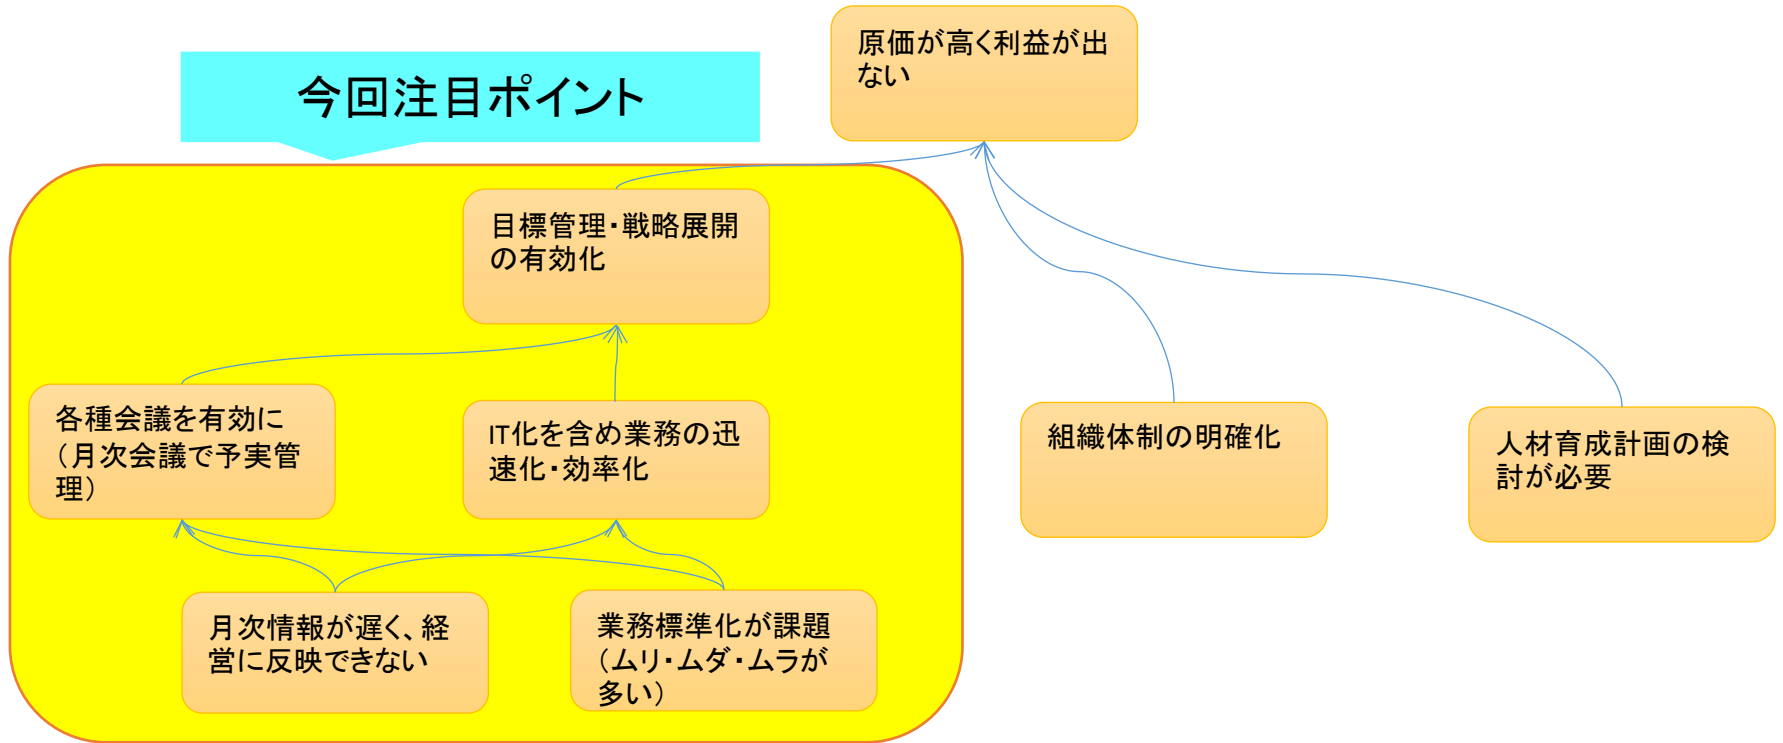 原価が高く利益が出
ない
今回注目ポイント
目標管理・戦略展開
の有効化
各種会議を有効に
（月次会議で予実管
理）
IT化を含め業務の迅
速化・効率化
組織体制の明確化
人材育成計画の検
討が必要
月次情報が遅く、経
営に反映できない
業務標準化が課題
（ムリ・ムダ・ムラが
多い）